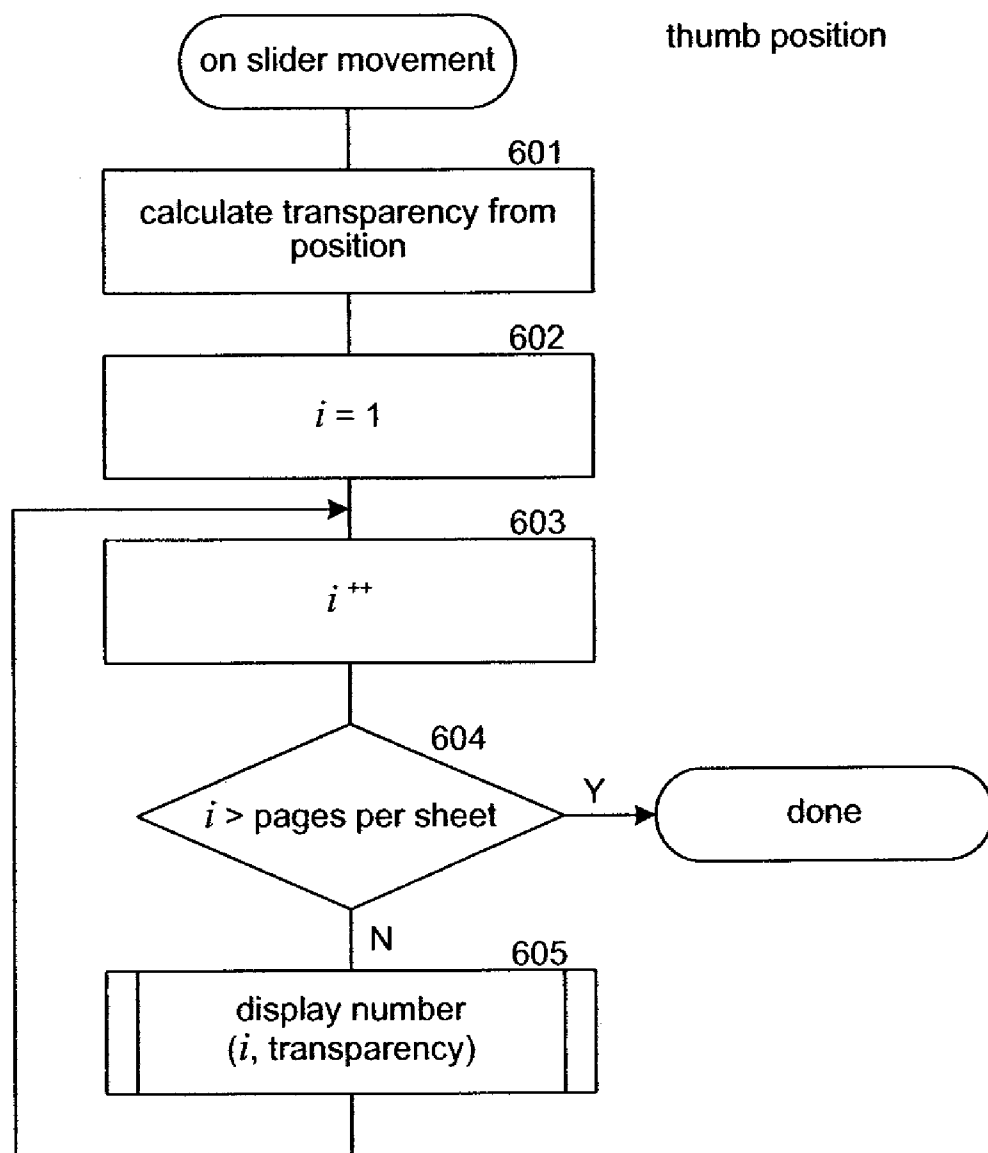 on slider movement
thumb position
601
calculate transparency from
position
602
i = 1
603
i ++
604
i > pages per sheet
Y
done
N
605
display number
(i, transparency)